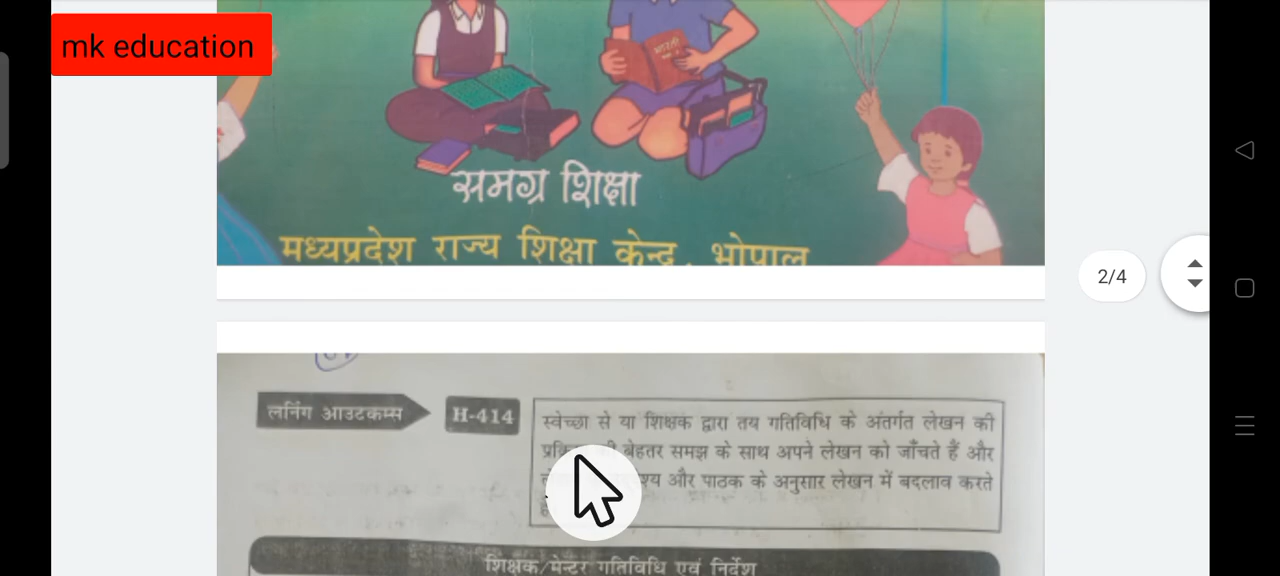 mk education
भारती
समग्र शिक्षा
मध्यप्रदेश राज्य शिक्षा केन्द्र, भोपाल
2/4
लर्निंग आउटकम्स
H-414
स्वेच्छा से या शिक्षक द्वारा तय गतिविधि के अंतर्गत लेखन की
बेहतर समझ के साथ अपने लेखन को जाँचते हैं और
और पाठक के अनुसार लेखन में बदलाव करते
शिक्षक/मेन्टर गतिविधि एवं निर्देश